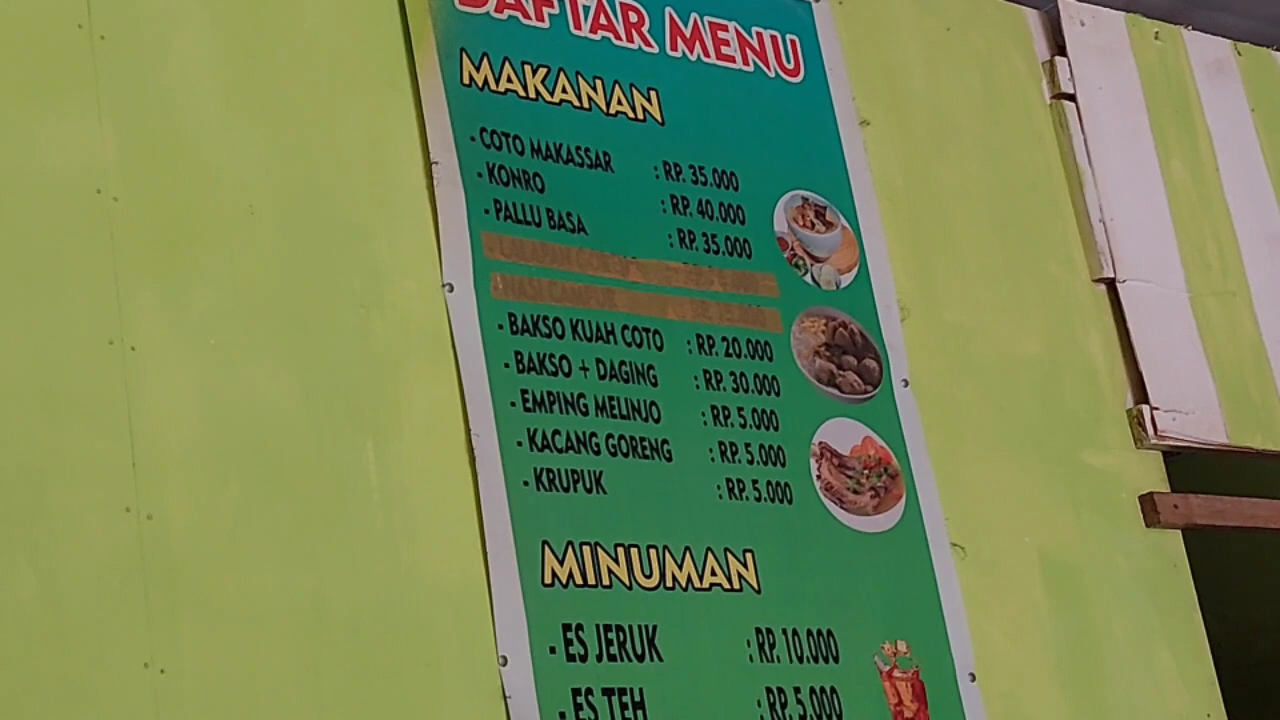 DAFTAR MENU
MAKANAN
- COTO MAKASSAR : RP. 35.000
- KONRO : RP. 40.000
- PALLU BASA : RP. 35.000
- NASI CAMPUR
- BAKSO KUAH COTO : RP. 20.000
- BAKSO + DAGING : RP. 30.000
- EMPING MELINJO : RP. 5.000
- KACANG GORENG : RP. 5.000
- KRUPUK : RP. 5.000
MINUMAN
- ES JERUK : RP. 10.000
- ES TEH : RP. 5.000